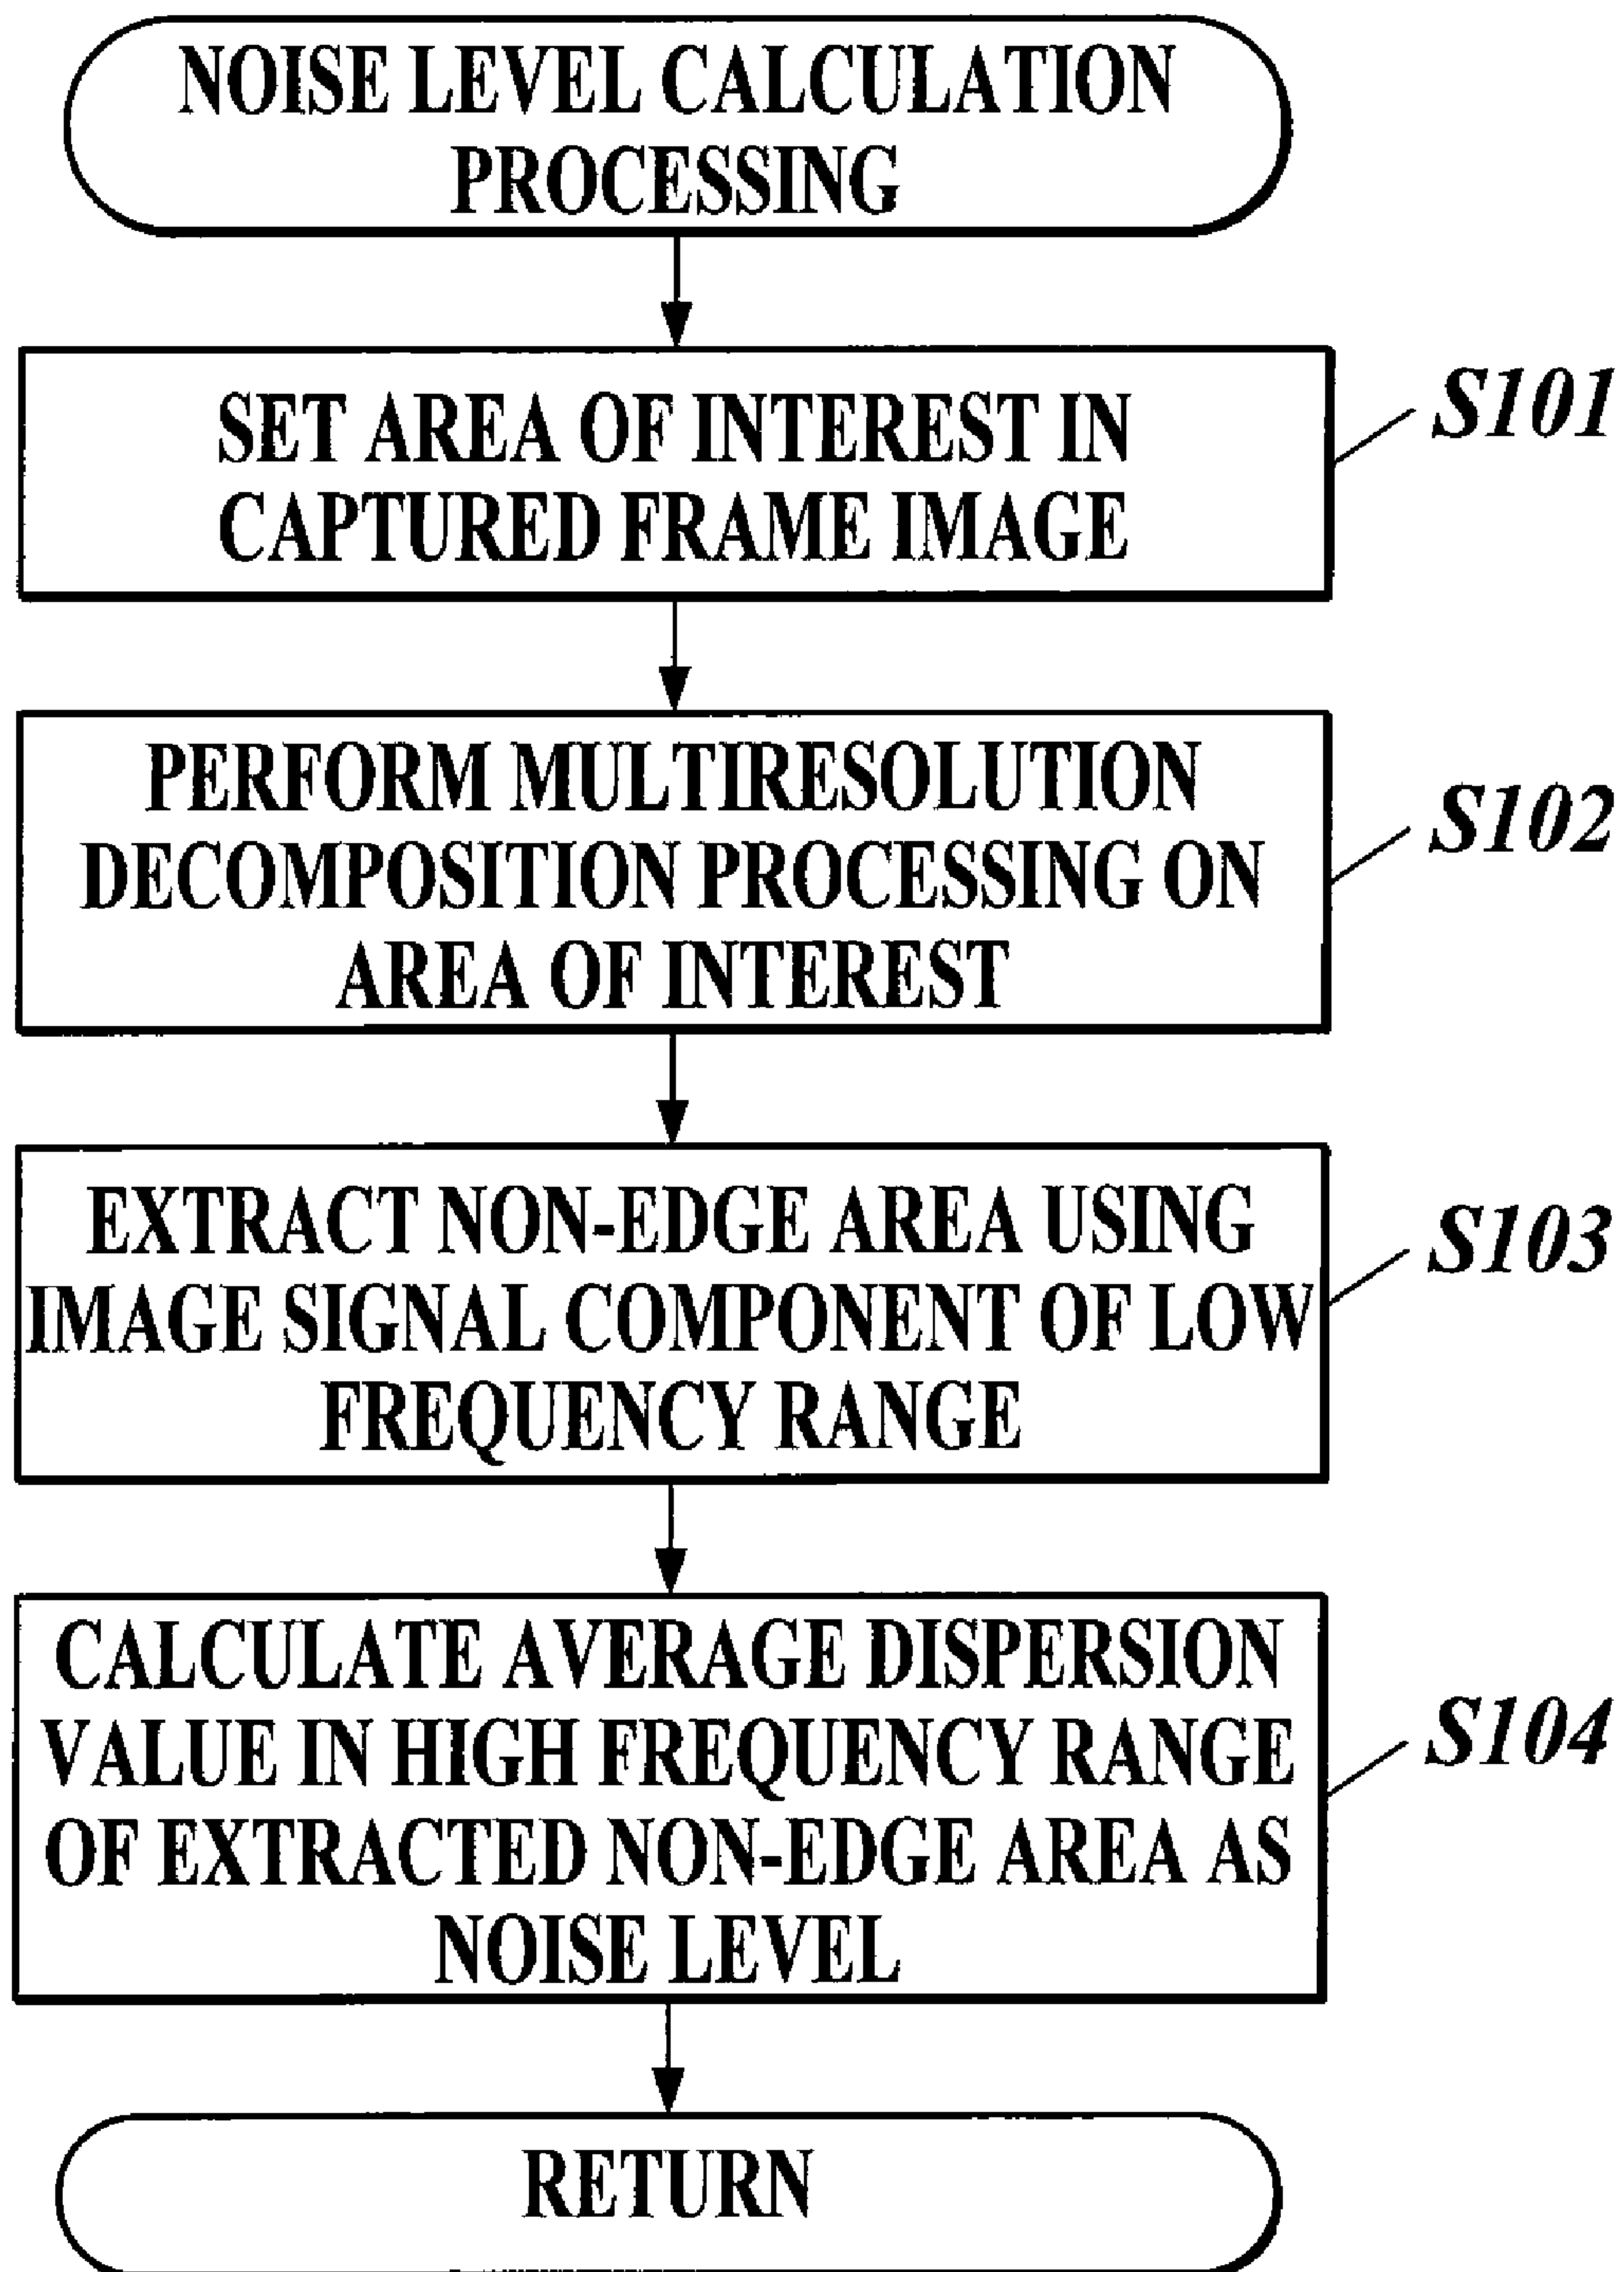 NOISE LEVEL CALCULATION
PROCESSING
SET AREA OF INTEREST IN
CAPTURED FRAME IMAGE
S101
PERFORM MULTIRESOLUTION
DECOMPOSITION PROCESSING ON
AREA OF INTEREST
S102
EXTRACT NON-EDGE AREA USING
IMAGE SIGNAL COMPONENT OF LOW
FREQUENCY RANGE
S103
CALCULATE AVERAGE DISPERSION
VALUE IN HIGH FREQUENCY RANGE
OF EXTRACTED NON-EDGE AREA AS
NOISE LEVEL
S104
RETURN